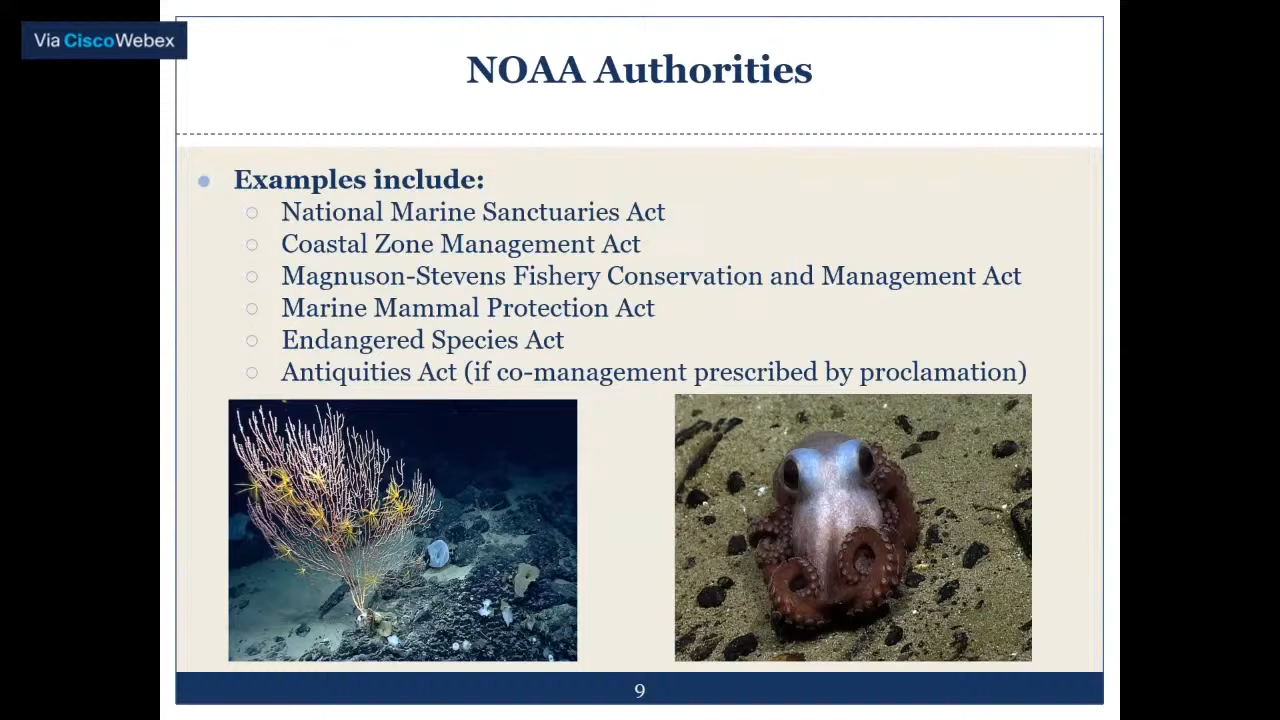 Via CiscoWebex
NOAA Authorities
Examples include:
National Marine Sanctuaries Act
Coastal Zone Management Act
Magnuson-Stevens Fishery Conservation and Management Act
Marine Mammal Protection Act
Endangered Species Act
Antiquities Act (if co-management prescribed by proclamation)
9